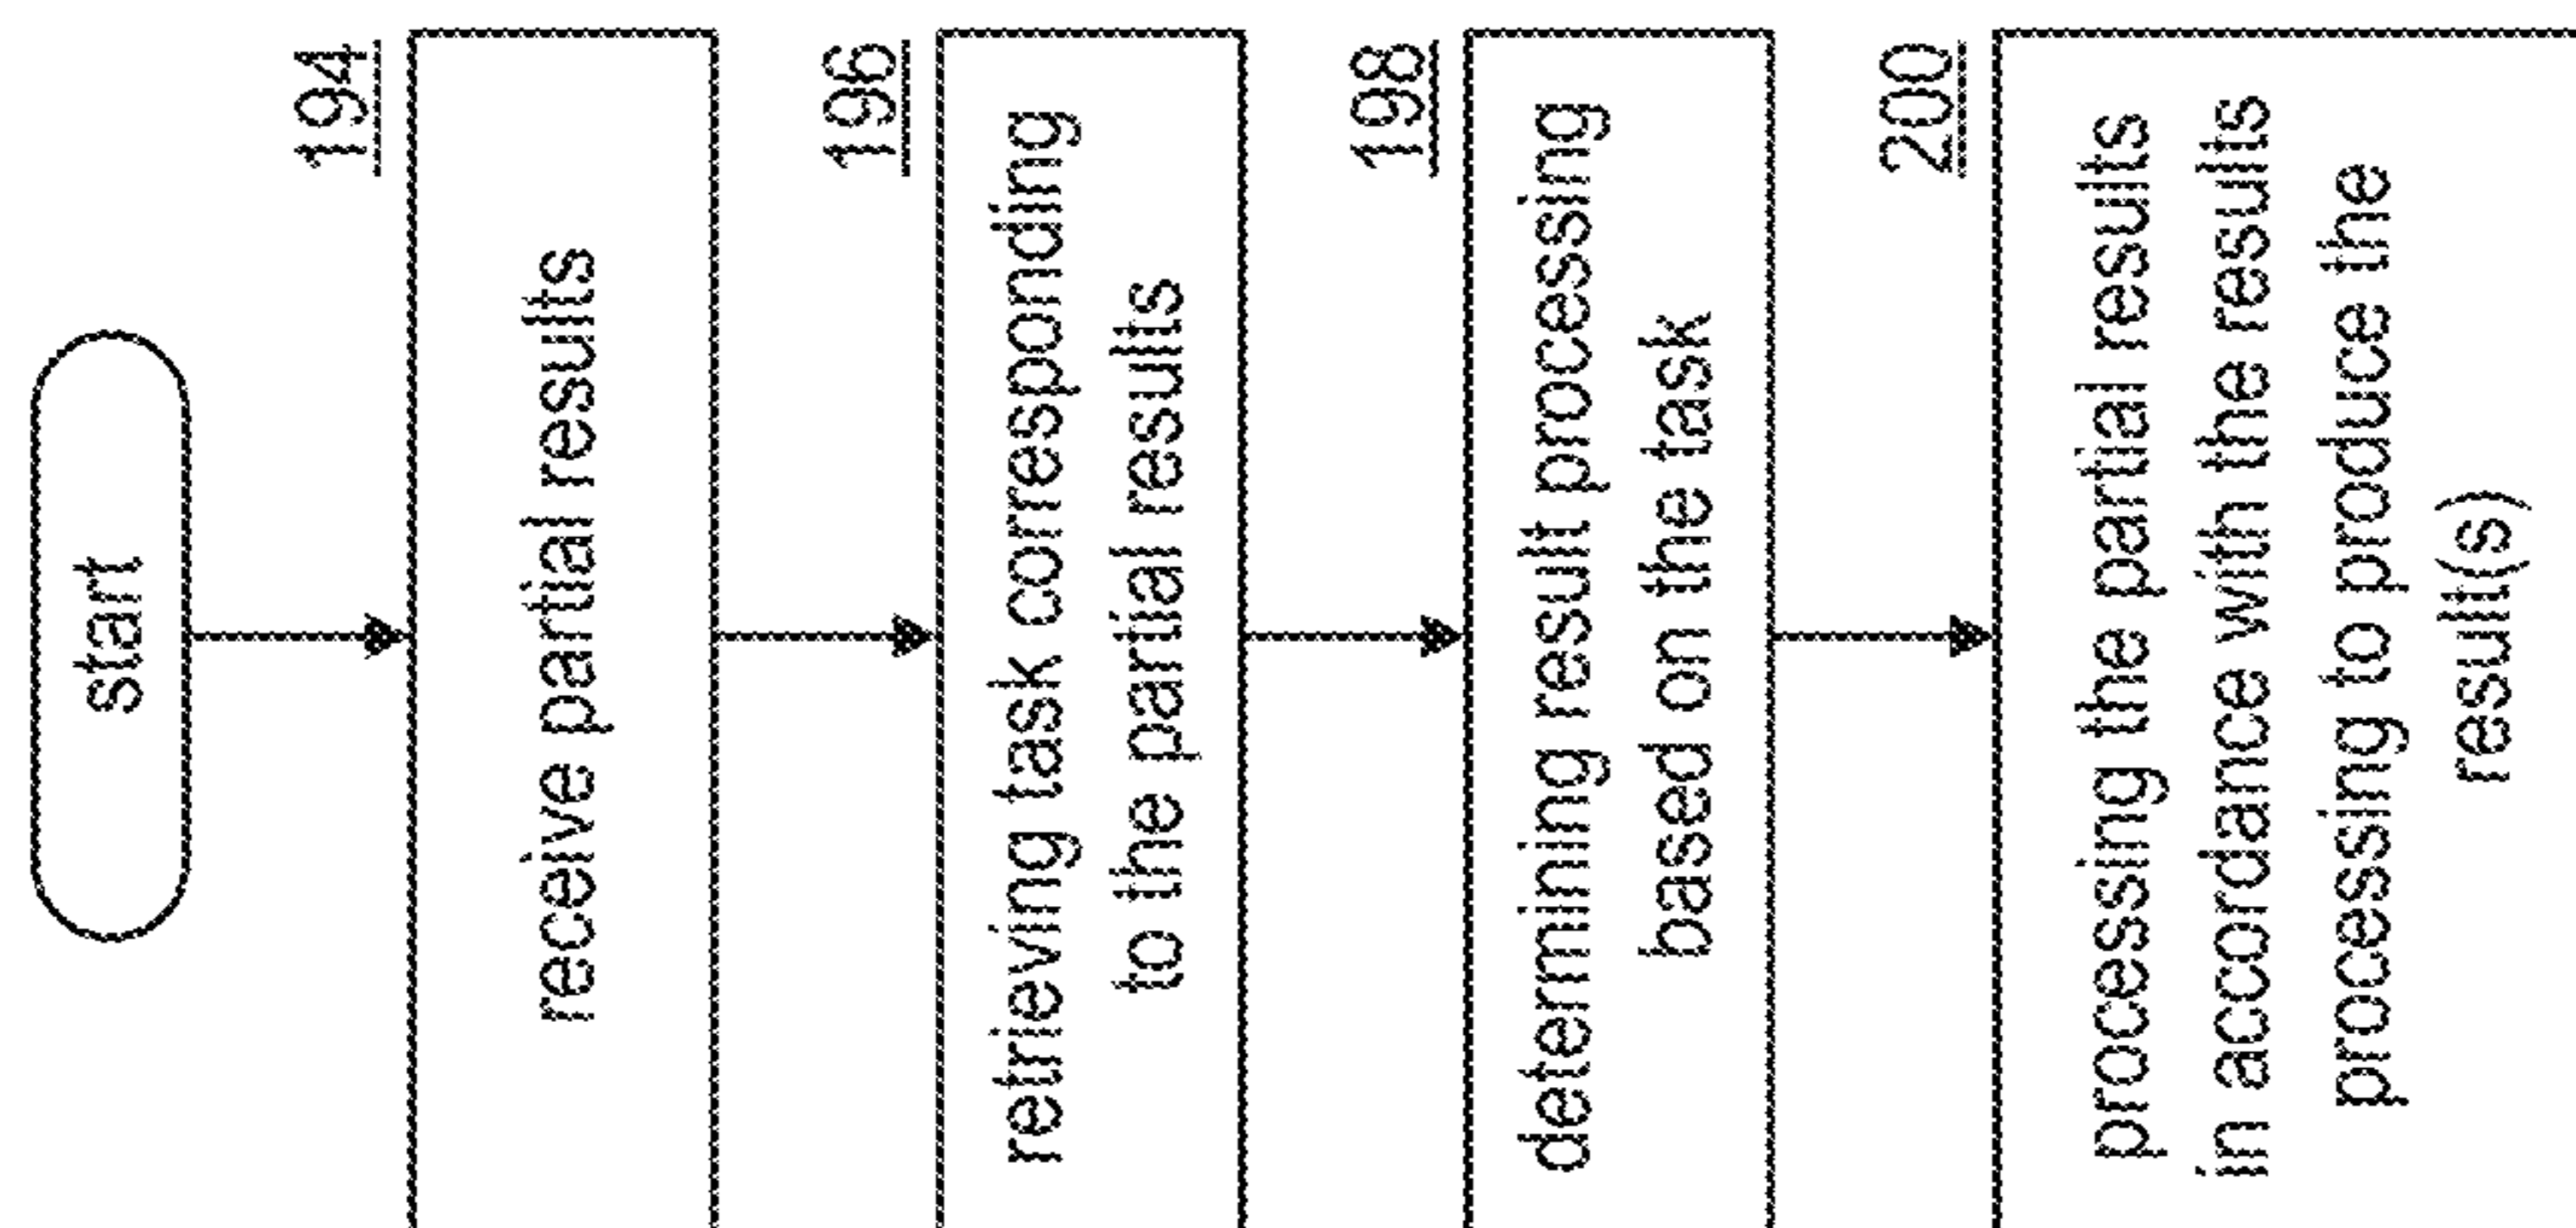 start
194
receive partial results
196
retrieving task corresponding
to the partial results
198
determining result processing
based on the task
200
processing the partial results
in accordance with the results
processing to produce the
result(s)